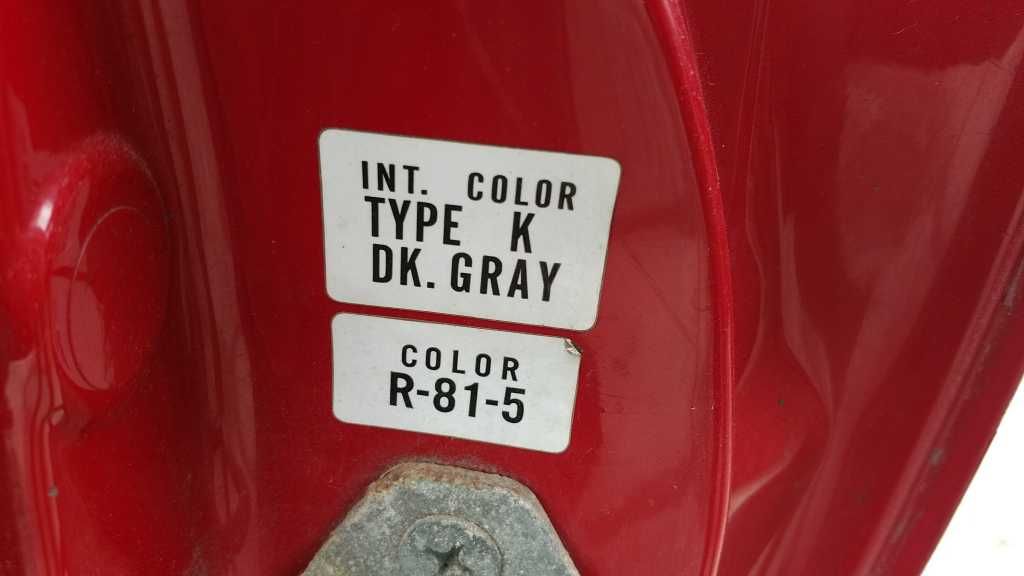 INT. COLOR
TYPE K
DK. GRAY
COLOR
R-81-5